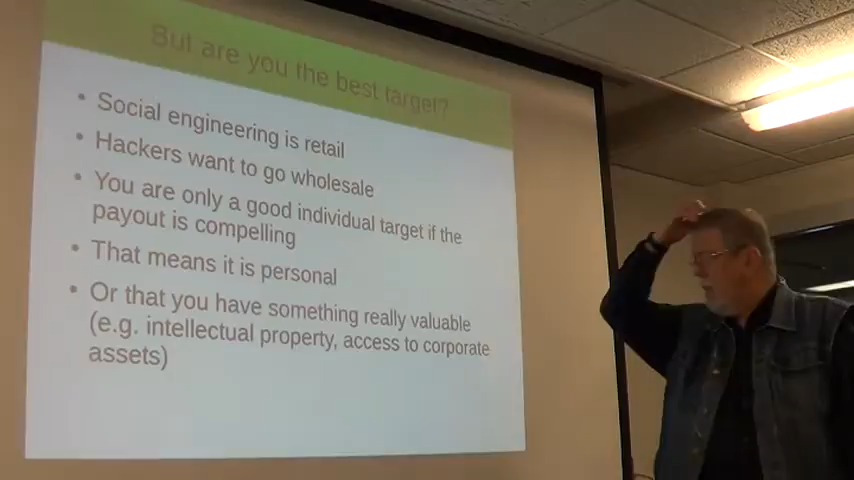 But are you the best target?
• Social engineering is retail
• Hackers want to go wholesale
• You are only a good individual target if the
payout is compelling
• That means it is personal
• Or that you have something really valuable
(e.g. intellectual property, access to corporate
assets)